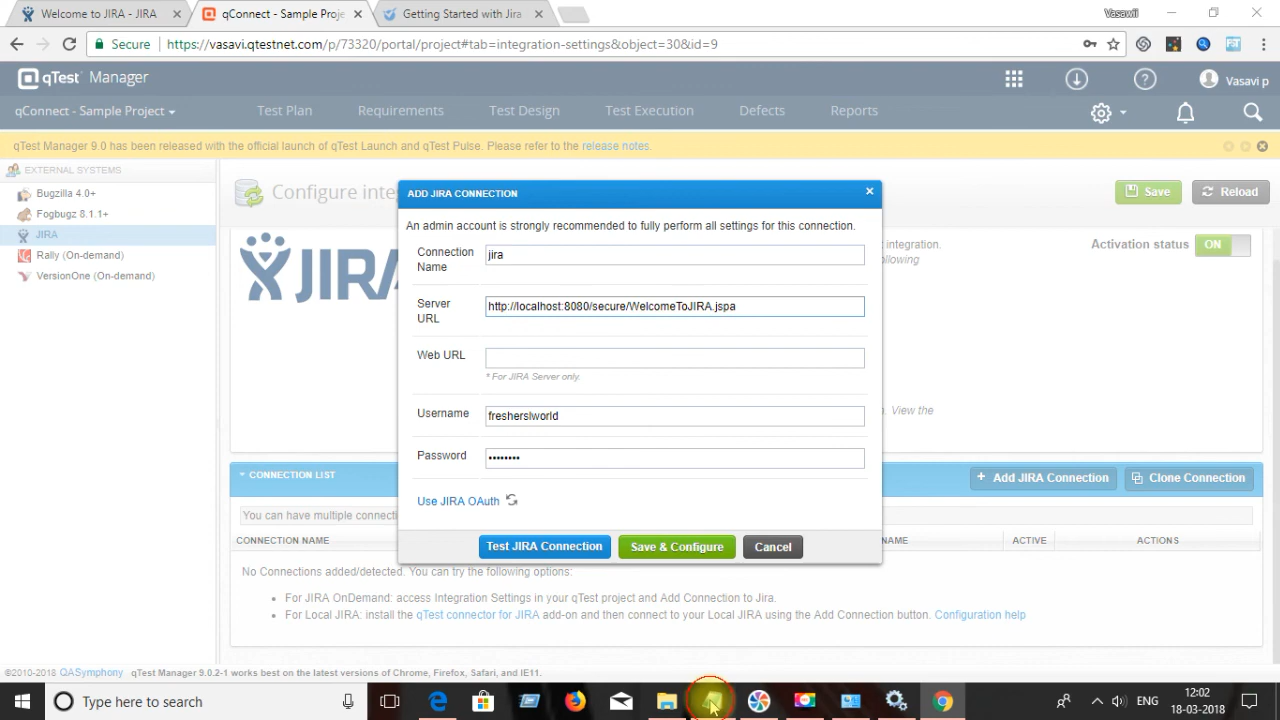 Welcome to JIRA - JIRA
qConnect - Sample Proje
Getting Started with Jira
Vasawii
Secure
https://vasavi.qtestnet.com/p/73320/portal/project#tab=integration-settings&object=30&id=9
qTest Manager
Vasavi p
qConnect - Sample Project
Test Plan
Requirements
Test Design
Test Execution
Defects
Reports
qTest Manager 9.0 has been released with the official launch of qTest Launch and qTest Pulse. Please refer to the release notes.
EXTERNAL SYSTEMS
Bugzilla 4.0+
Fogbugz 8.1.1+
JIRA
Rally (On-demand)
VersionOne (On-demand)
Configure inte
Save
Reload
JIRA
integration.
ollowing
Activation status
ON
. View the
ADD JIRA CONNECTION
An admin account is strongly recommended to fully perform all settings for this connection.
Connection Name
jira
Server URL
http://localhost:8080/secure/WelcomeToJIRA.jspa
Web URL
* For JIRA Server only.
Username
fresherslworld
Password
••••••••
Use JIRA OAuth
Test JIRA Connection
Save & Configure
Cancel
CONNECTION LIST
+ Add JIRA Connection
Clone Connection
You can have multiple connecti
CONNECTION NAME
NAME
ACTIVE
ACTIONS
No Connections added/detected. You can try the following options:
For JIRA OnDemand: access Integration Settings in your qTest project and Add Connection to Jira.
For Local JIRA: install the qTest connector for JIRA add-on and then connect to your Local JIRA using the Add Connection button. Configuration help
©2010-2018 QASymphony qTest Manager 9.0.2-1 works best on the latest versions of Chrome, Firefox, Safari, and IE11.
Type here to search
ENG
12:02
18-03-2018